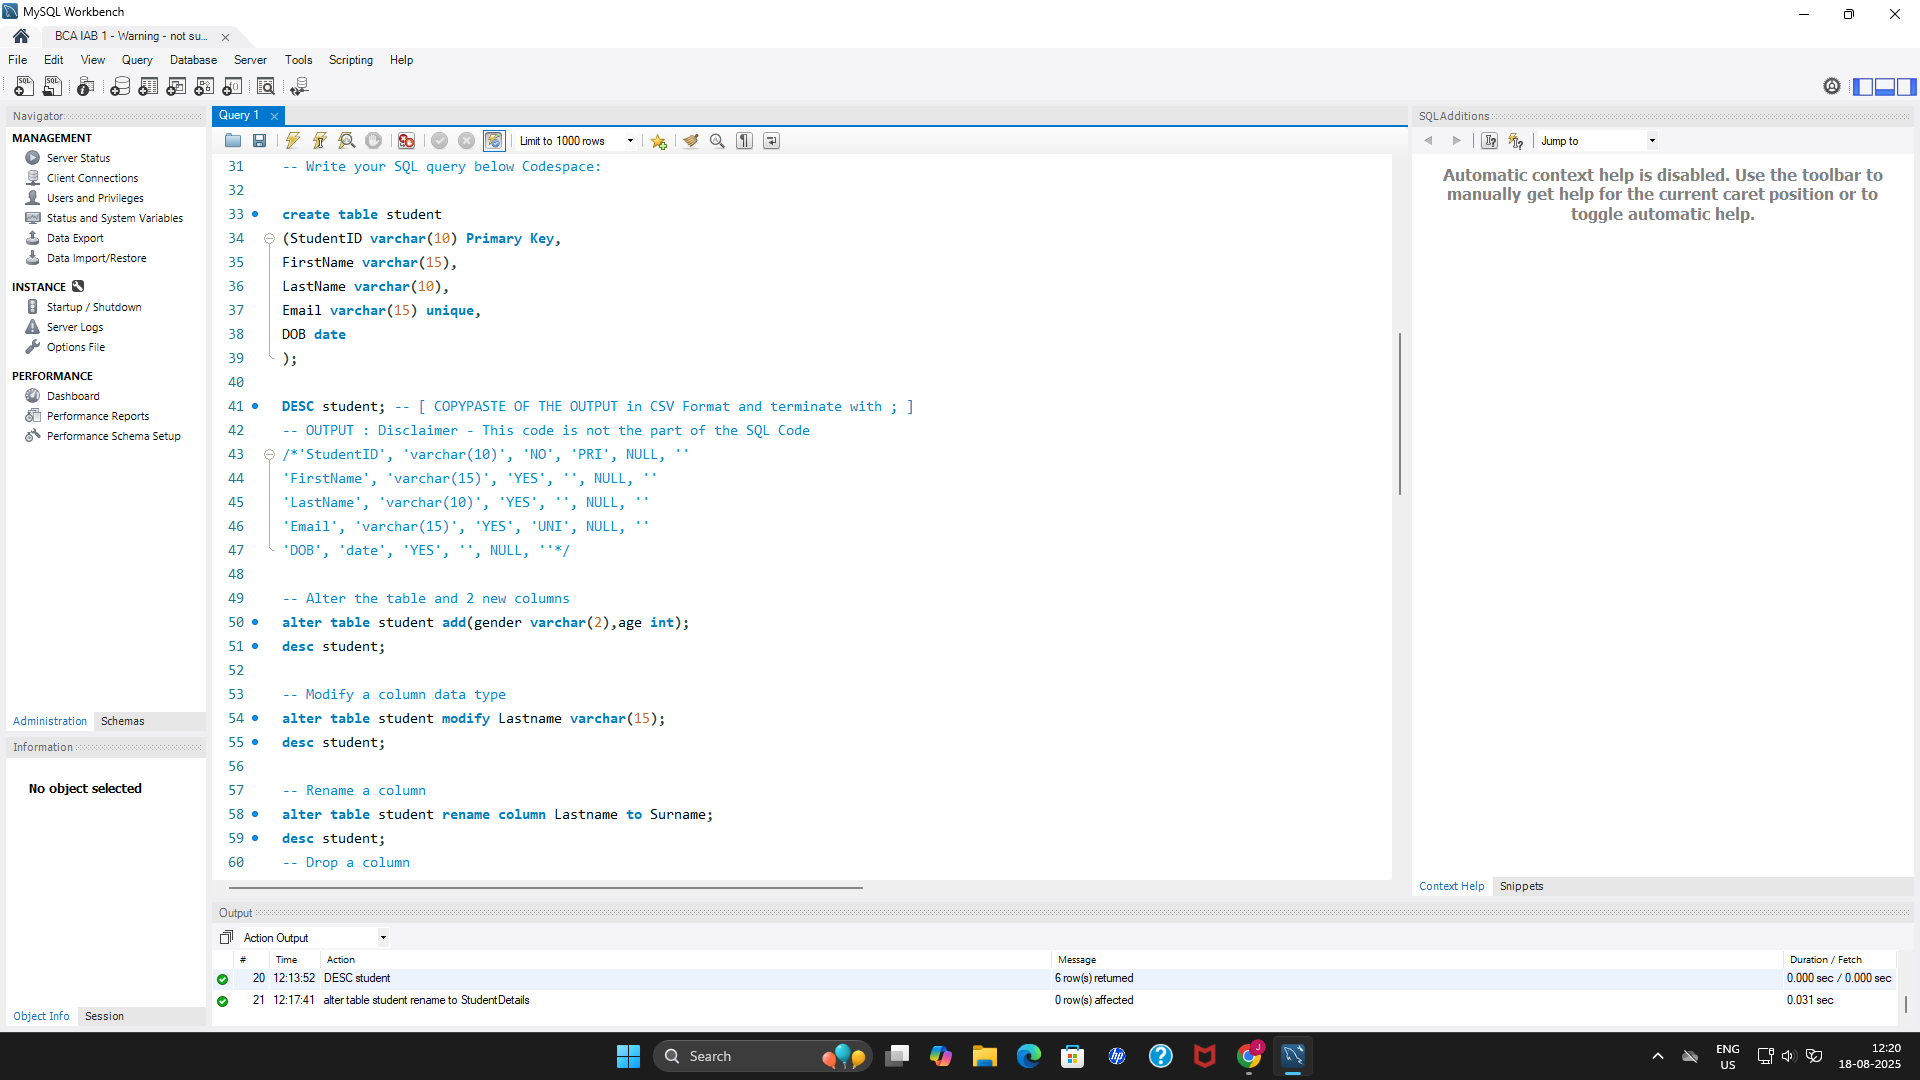 MySQL Workbench
BCA IAB 1 - Warning - not su...
File Edit View Query Database Server Tools Scripting Help
Navigator
MANAGEMENT
Server Status
Client Connections
Users and Privileges
Status and System Variables
Data Export
Data Import/Restore
INSTANCE
Startup / Shutdown
Server Logs
Options File
PERFORMANCE
Dashboard
Performance Reports
Performance Schema Setup
Administration Schemas
Information
No object selected
Object Info Session
Query 1
Limit to 1000 rows
31 -- Write your SQL query below Codespace:
32
33 create table student
34 (StudentID varchar(10) Primary Key,
35 FirstName varchar(15),
36 LastName varchar(10),
37 Email varchar(15) unique,
38 DOB date
39 );
40
41 DESC student; -- [ COPYPASTE OF THE OUTPUT in CSV Format and terminate with ; ]
42 -- OUTPUT : Disclaimer - This code is not the part of the SQL Code
43 /*'StudentID', 'varchar(10)', 'NO', 'PRI', NULL, ''
44 'FirstName', 'varchar(15)', 'YES', '', NULL, ''
45 'LastName', 'varchar(10)', 'YES', '', NULL, ''
46 'Email', 'varchar(15)', 'YES', 'UNI', NULL, ''
47 'DOB', 'date', 'YES', '', NULL, ''*/
48
49 -- Alter the table and 2 new columns
50 alter table student add(gender varchar(2),age int);
51 desc student;
52
53 -- Modify a column data type
54 alter table student modify Lastname varchar(15);
55 desc student;
56
57 -- Rename a column
58 alter table student rename column Lastname to Surname;
59 desc student;
60 -- Drop a column
SQLAdditions
Jump to
Automatic context help is disabled. Use the toolbar to
manually get help for the current caret position or to
toggle automatic help.
Context Help Snippets
Output
Action Output
# Time Action Message Duration / Fetch
20 12:13:52 DESC student 6 row(s) returned 0.000 sec / 0.000 sec
21 12:17:41 alter table student rename to StudentDetails 0 row(s) affected 0.031 sec
Search
hp
J
ENG
US
12:20
18-08-2025